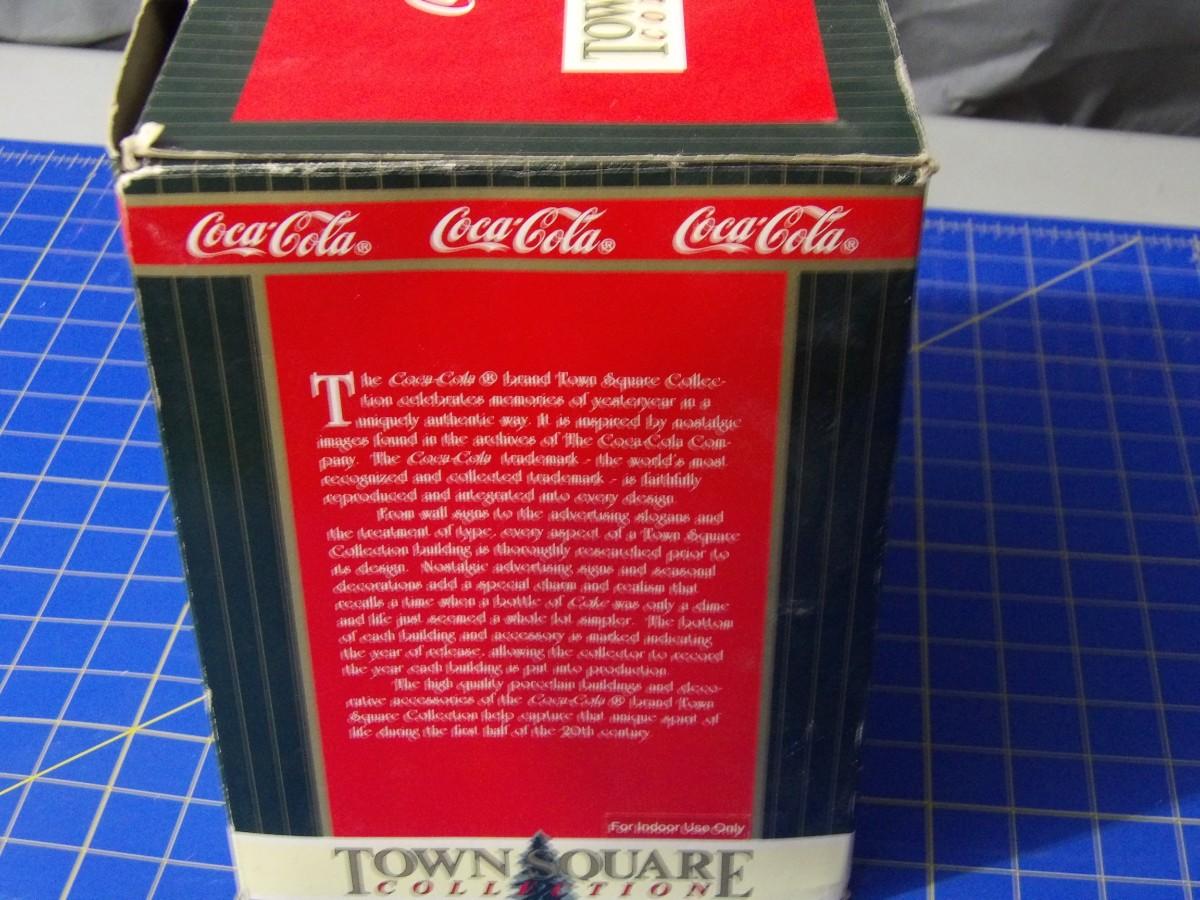 TOW
CO
Coca-Cola® Coca-Cola® Coca-Cola®
The Coca-Cola ® brand Town Square Collec-
tion celebrates memories of yesteryear in a
uniquely authentic way. It is inspired by nostalgic
images found in the archives of The Coca-Cola Com-
pany. The Coca-Cola trademark - the world's most
recognized and collected trademark - is faithfully
reproduced and integrated into every design.
From wall signs to the advertising slogans and
the treatment of type, every aspect of a Town Square
Collection building is thoroughly researched prior to
its design. Nostalgic advertising signs and seasonal
decorations add a special charm and realism that
recalls a time when a bottle of Coke was only a dime
and life just seemed a whole lot simpler. The bottom
of each building and accessory is marked indicating
the year of release, allowing the collector to record
the year each building is put into production.
The high quality porcelain buildings and deco-
rative accessories of the Coca-Cola ® brand Town
Square Collection help capture that unique spirit of
life during the first half of the 20th century.
For Indoor Use Only
TOWN SQUARE
COLLECTION